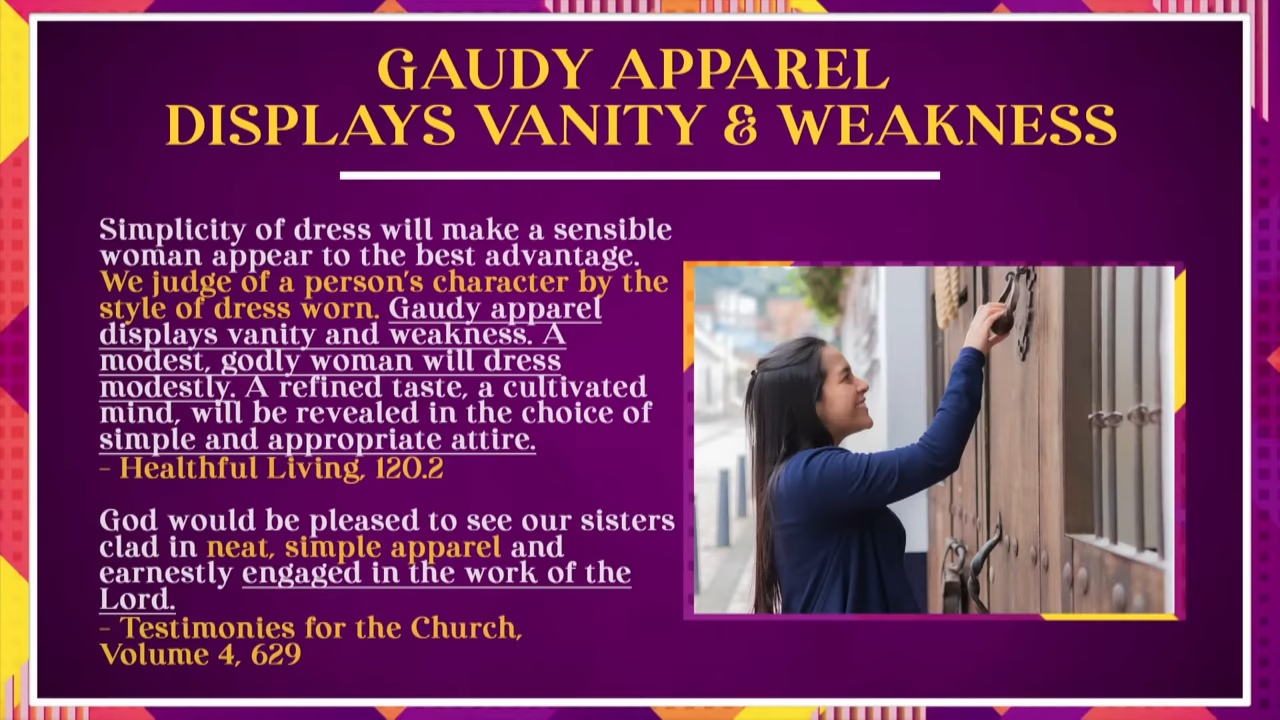 GAUDY APPAREL
DISPLAYS VANITY & WEAKNESS
Simplicity of dress will make a sensible
woman appear to the best advantage.
We judge of a person's character by the
style of dress worn. Gaudy apparel
displays vanity and weakness. A
modest, godly woman will dress
modestly. A refined taste, a cultivated
mind, will be revealed in the choice of
simple and appropriate attire.
- Healthful Living, 120.2
God would be pleased to see our sisters
clad in neat, simple apparel and
earnestly engaged in the work of the
Lord.
- Testimonies for the Church,
Volume 4, 629